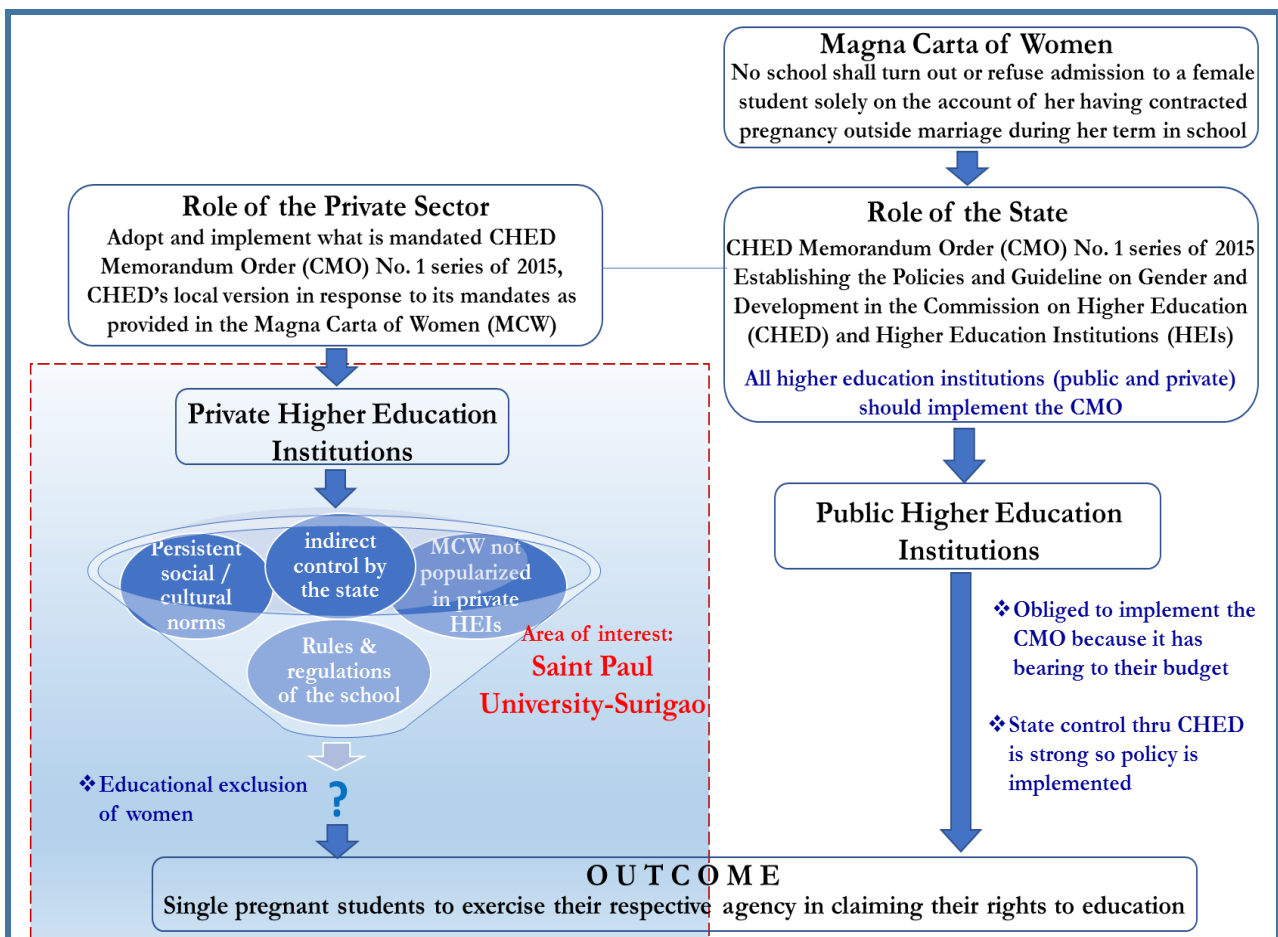 Magna Carta of Women
No school shall turn out or refuse admission to a female
student solely on the account of her having contracted
pregnancy outside marriage during her term in school
Role of the Private Sector
Adopt and implement what is mandated CHED
Memorandum Order (CMO) No. 1 series of 2015,
CHED's local version in response to its mandates as
provided in the Magna Carta of Women (MCW)
Role of the State
CHED Memorandum Order (CMO) No. 1 series of 2015
Establishing the Policies and Guideline on Gender and
Development in the Commission on Higher Education
(CHED) and Higher Education Institutions (HEIs)
All higher education institutions (public and private)
should implement the CMO
Private Higher Education
Institutions
Persistent
social /
cultural
norms
indirect
control by
the state
MCW not
popularized
in private
HEIs
Rules &
regulations
of the school
Area of interest:
Saint Paul
University-Surigao
❖Educational exclusion
of women
?
Public Higher Education
Institutions
❖Obliged to implement the
CMO because it has
bearing to their budget
❖State control thru CHED
is strong so policy is
implemented
O U T C O M E
Single pregnant students to exercise their respective agency in claiming their rights to education